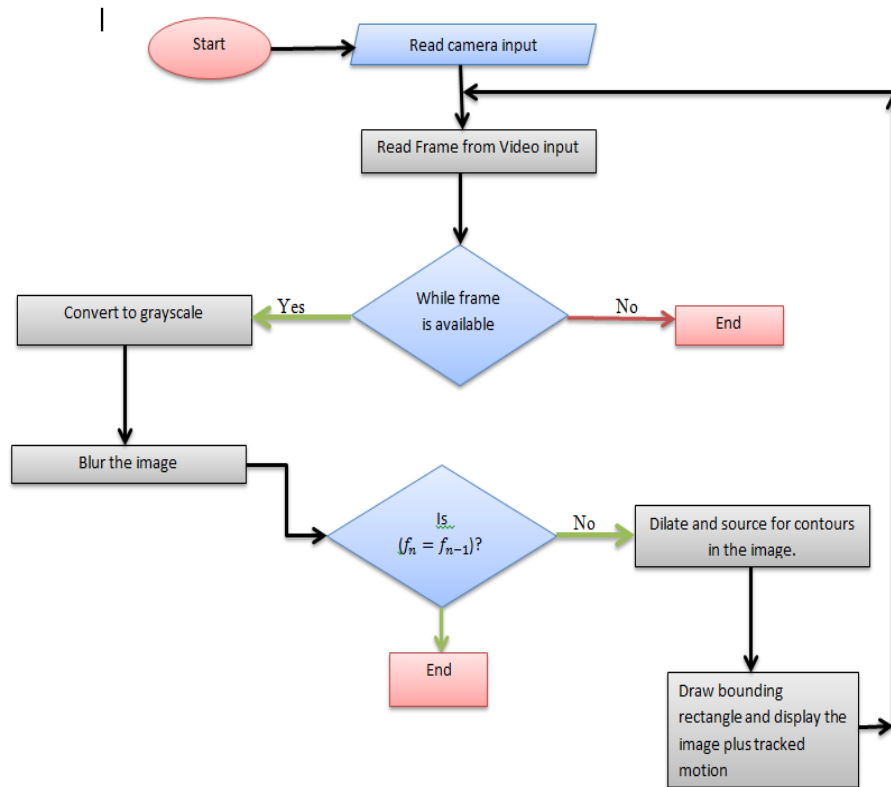 Start
Read camera input
Read Frame from Video input
While frame
is available
Yes
No
End
Convert to grayscale
Blur the image
Is
(fₙ = fₙ₋₁)?
No
Dilate and source for contours
in the image.
End
Draw bounding
rectangle and display the
image plus tracked
motion